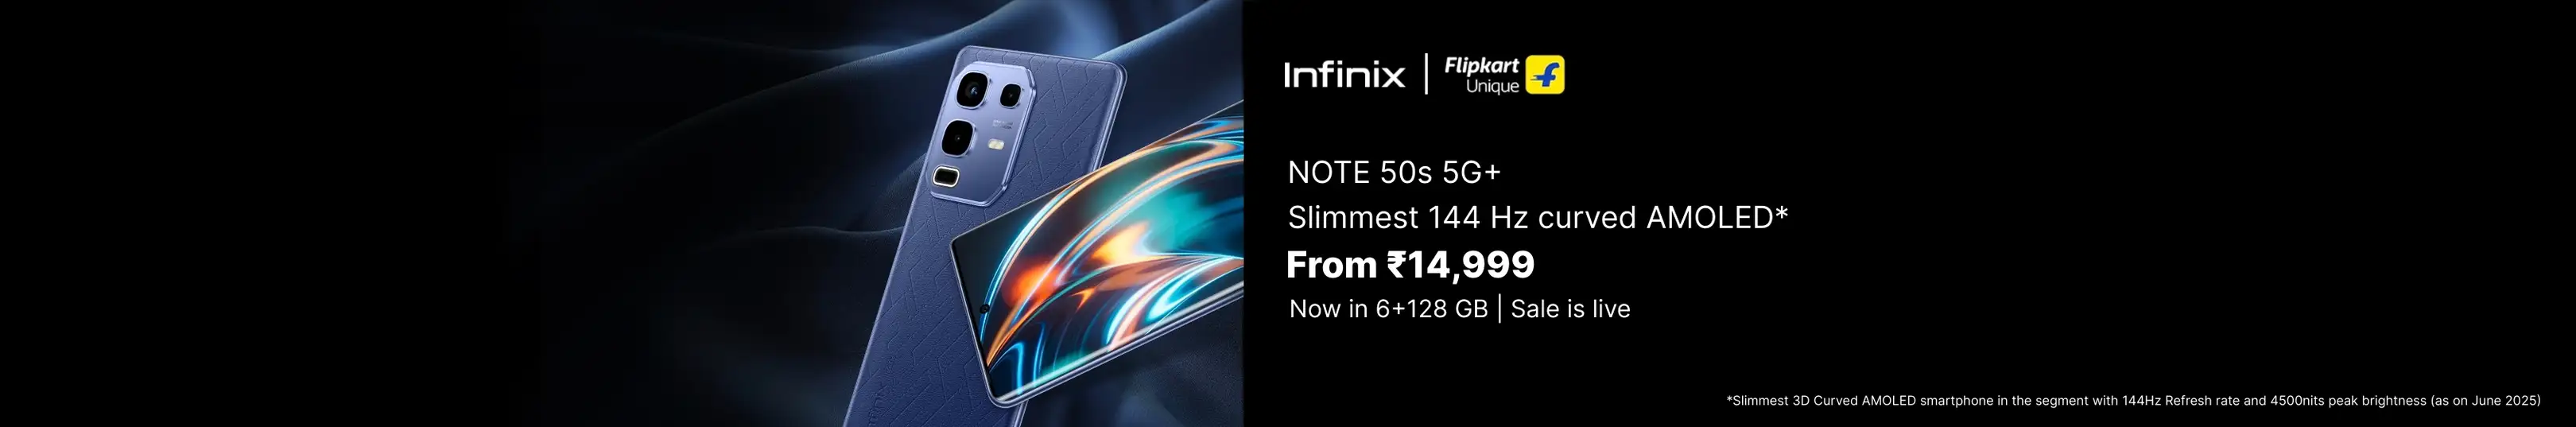 Infinix | Flipkart
Unique
NOTE 50s 5G+
Slimmest 144 Hz curved AMOLED*
From ₹14,999
Now in 6+128 GB | Sale is live
*Slimmest 3D Curved AMOLED smartphone in the segment with 144Hz Refresh rate and 4500nits peak brightness (as on June 2025)